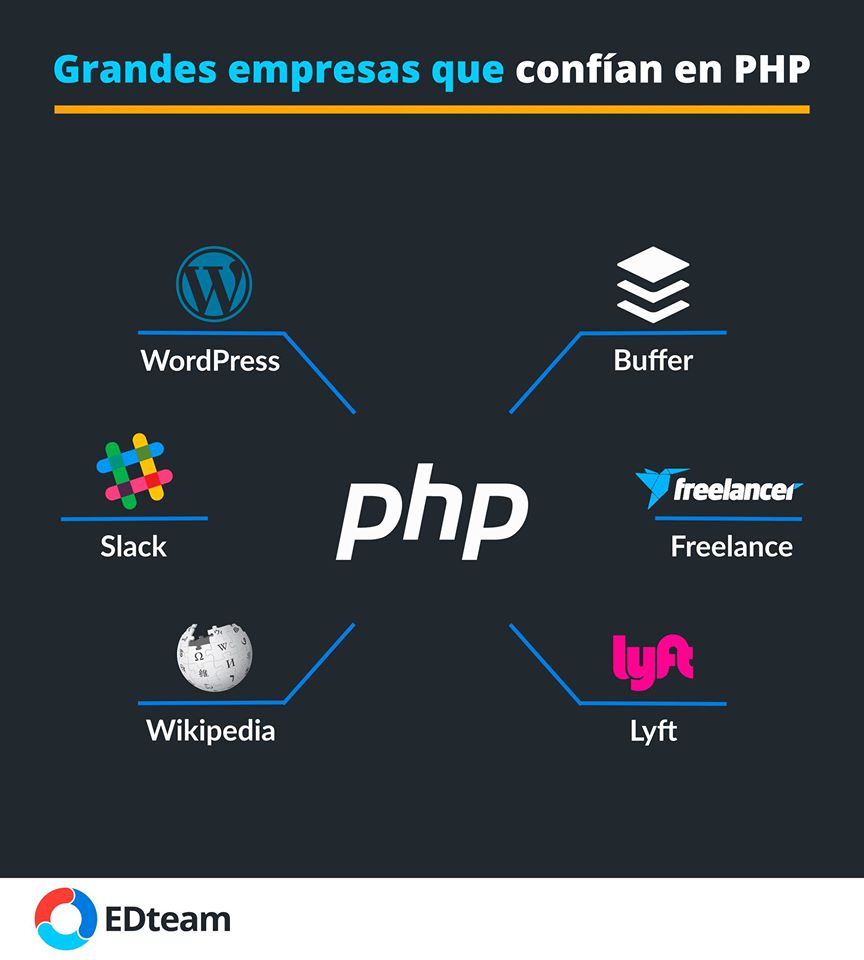 Grandes empresas que confían en PHP
WordPress
Buffer
Slack
freelancer
Freelance
php
Wikipedia
lyft
Lyft
EDteam